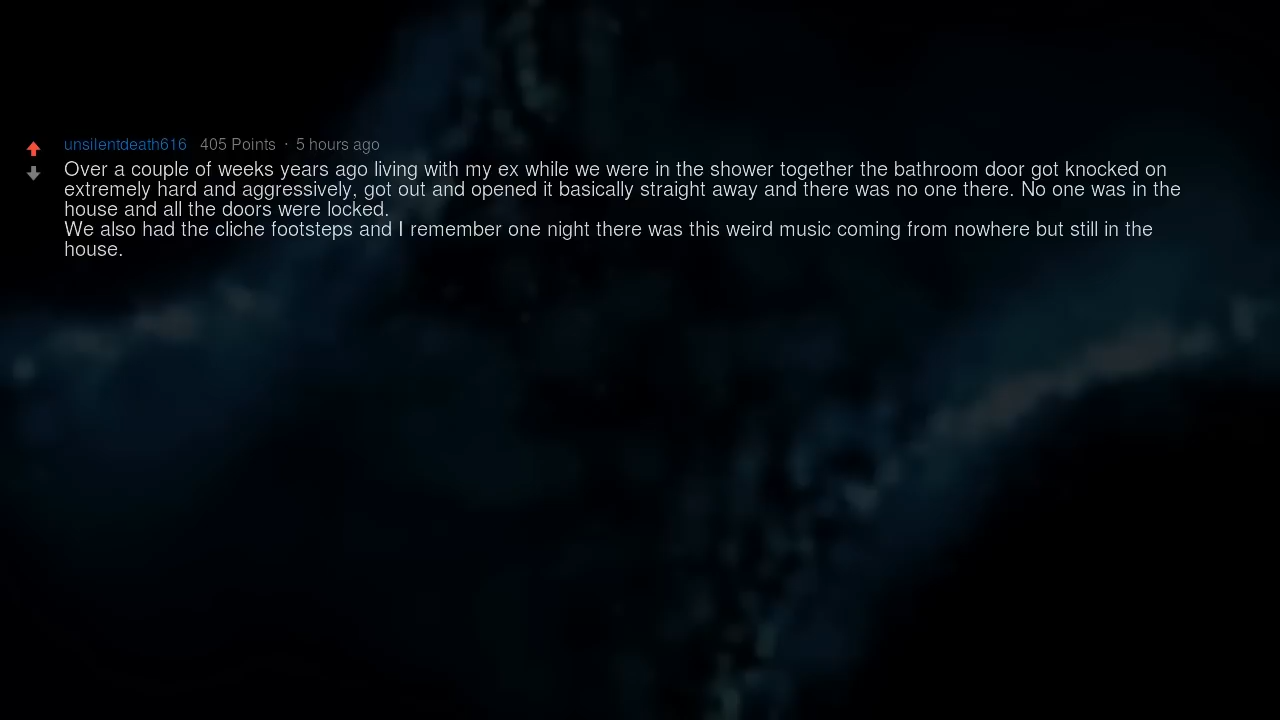 unsilentdeath616 405 Points · 5 hours ago
Over a couple of weeks years ago living with my ex while we were in the shower together the bathroom door got knocked on
extremely hard and aggressively, got out and opened it basically straight away and there was no one there. No one was in the
house and all the doors were locked.
We also had the cliche footsteps and I remember one night there was this weird music coming from nowhere but still in the
house.